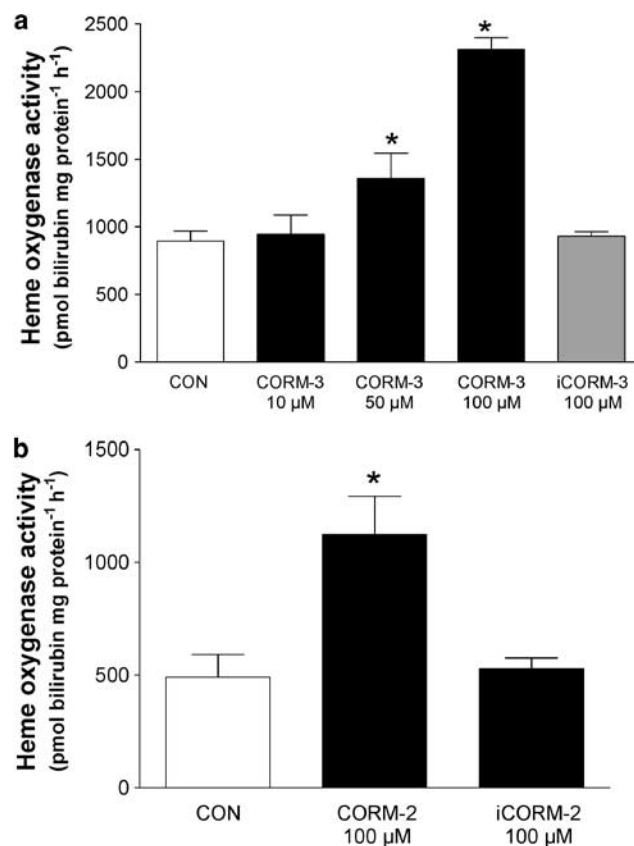 a
Heme oxygenase activity
(pmol bilirubin mg protein⁻¹ h⁻¹)
2500
2000
1500
1000
500
0
*
*
CON
CORM-3
10 µM
CORM-3
50 µM
CORM-3
100 µM
iCORM-3
100 µM
b
Heme oxygenase activity
(pmol bilirubin mg protein⁻¹ h⁻¹)
1500
1000
500
0
*
CON
CORM-2
100 µM
iCORM-2
100 µM